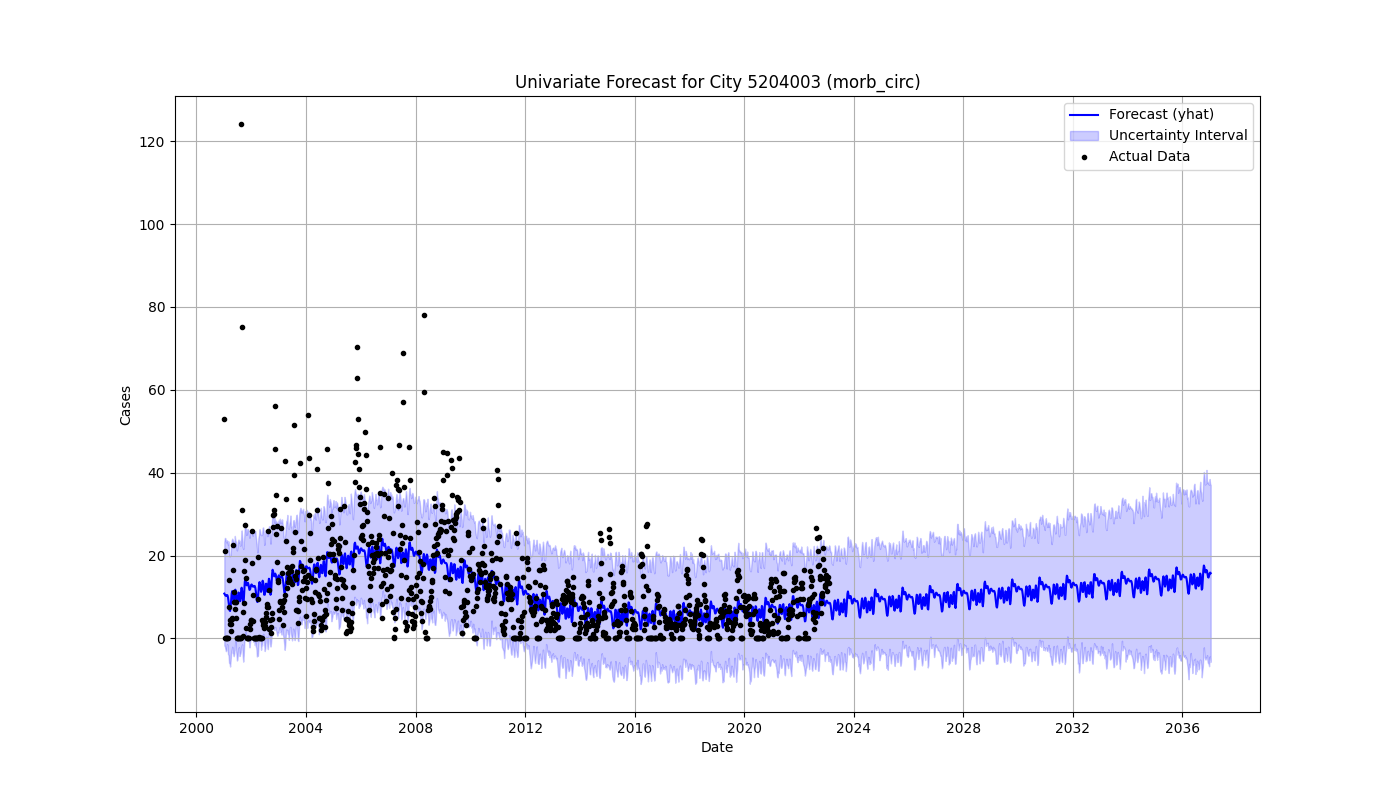 Univariate Forecast for City 5204003 (morb_circ)
Forecast (yhat)
Uncertainty Interval
Actual Data
120
100
80
60
40
20
0
Cases
2000 2004 2008 2012 2016 2020 2024 2028 2032 2036
Date